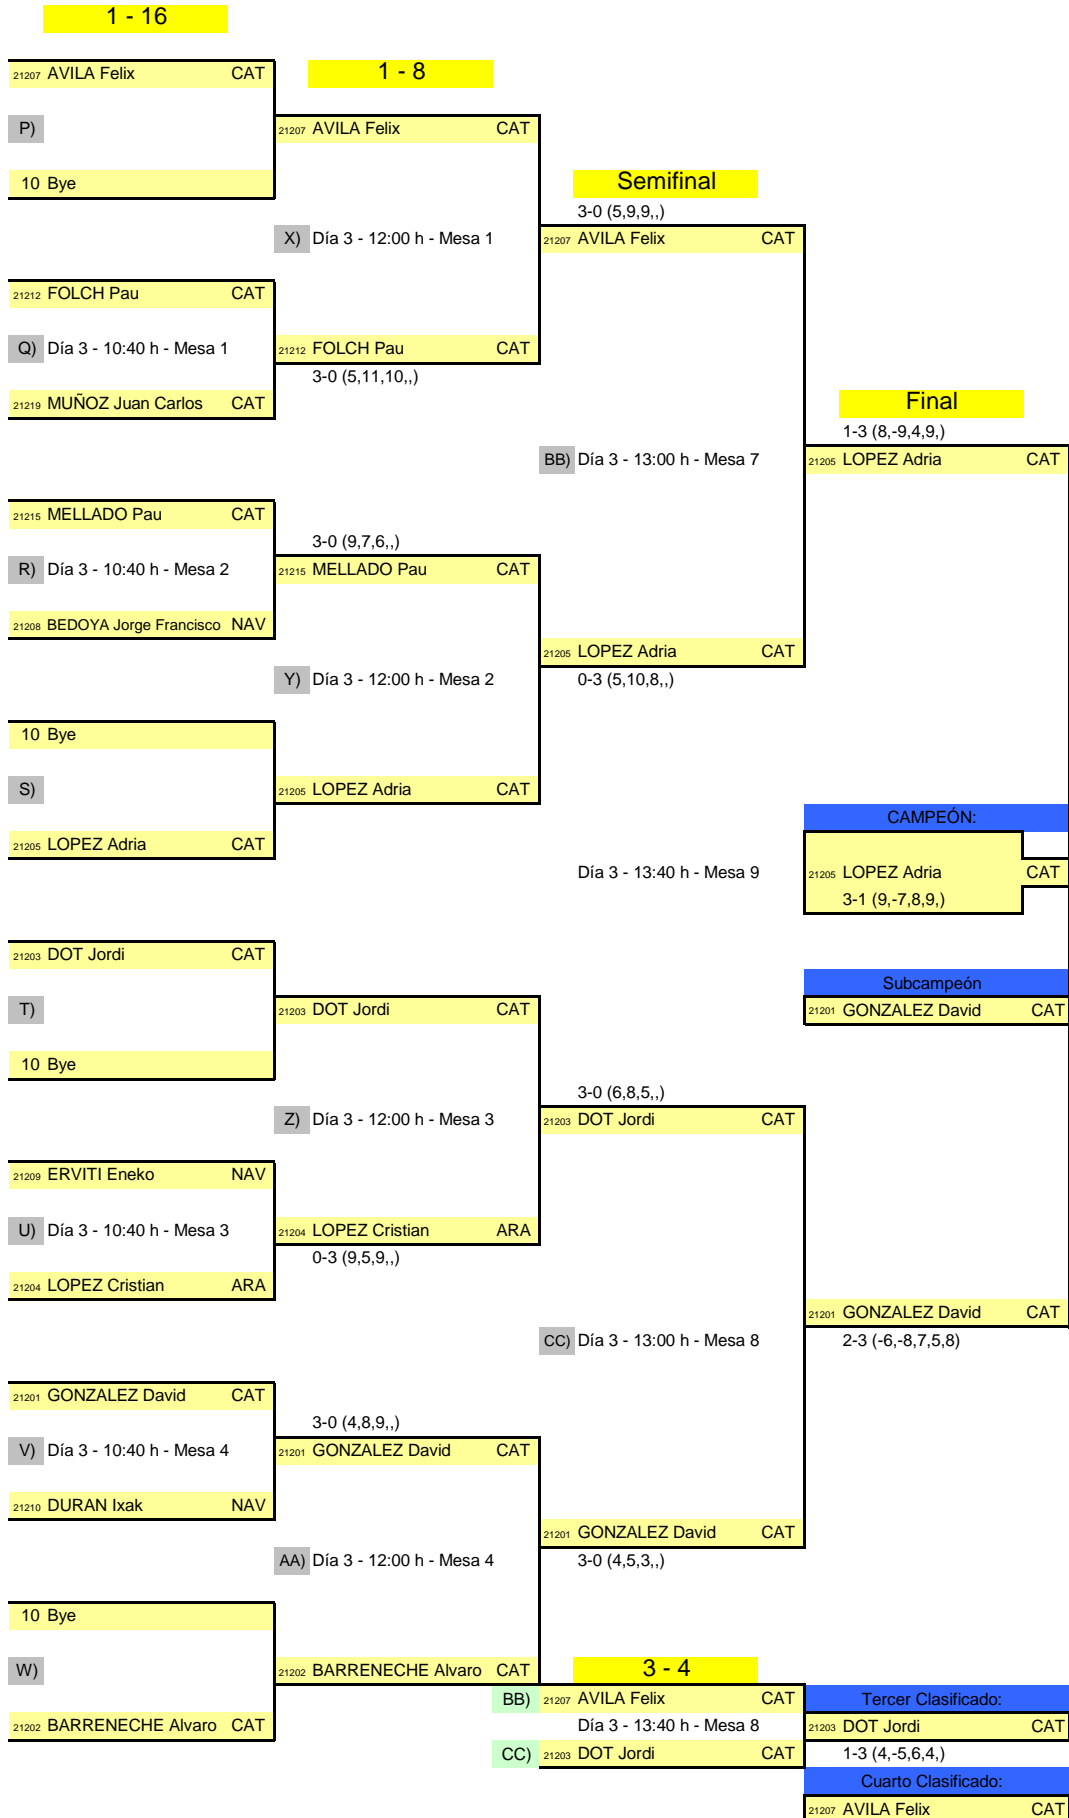 1 - 16
21207 AVILA Felix CAT
1 - 8
P)
21207 AVILA Felix CAT
10 Bye
Semifinal
3-0 (5,9,9,,)
X) Día 3 - 12:00 h - Mesa 1
21207 AVILA Felix CAT
21212 FOLCH Pau CAT
Q) Día 3 - 10:40 h - Mesa 1
21212 FOLCH Pau CAT
3-0 (5,11,10,,)
21219 MUÑOZ Juan Carlos CAT
Final
1-3 (8,-9,4,9,)
BB) Día 3 - 13:00 h - Mesa 7
21205 LOPEZ Adria CAT
21215 MELLADO Pau CAT
3-0 (9,7,6,,)
R) Día 3 - 10:40 h - Mesa 2
21215 MELLADO Pau CAT
21208 BEDOYA Jorge Francisco NAV
21205 LOPEZ Adria CAT
Y) Día 3 - 12:00 h - Mesa 2
0-3 (5,10,8,,)
10 Bye
S)
21205 LOPEZ Adria CAT
CAMPEÓN:
21205 LOPEZ Adria CAT
Día 3 - 13:40 h - Mesa 9
21205 LOPEZ Adria CAT
3-1 (9,-7,8,9,)
21203 DOT Jordi CAT
Subcampeón
T)
21203 DOT Jordi CAT
21201 GONZALEZ David CAT
10 Bye
3-0 (6,8,5,,)
Z) Día 3 - 12:00 h - Mesa 3
21203 DOT Jordi CAT
21209 ERVITI Eneko NAV
U) Día 3 - 10:40 h - Mesa 3
21204 LOPEZ Cristian ARA
0-3 (9,5,9,,)
21204 LOPEZ Cristian ARA
21201 GONZALEZ David CAT
CC) Día 3 - 13:00 h - Mesa 8
2-3 (-6,-8,7,5,8)
21201 GONZALEZ David CAT
3-0 (4,8,9,,)
V) Día 3 - 10:40 h - Mesa 4
21201 GONZALEZ David CAT
21210 DURAN Ixak NAV
21201 GONZALEZ David CAT
AA) Día 3 - 12:00 h - Mesa 4
3-0 (4,5,3,,)
10 Bye
W)
21202 BARRENECHE Alvaro CAT
3 - 4
BB) 21207 AVILA Felix CAT
Tercer Clasificado:
21202 BARRENECHE Alvaro CAT
Día 3 - 13:40 h - Mesa 8
21203 DOT Jordi CAT
CC) 21203 DOT Jordi CAT
1-3 (4,-5,6,4,)
Cuarto Clasificado:
21207 AVILA Felix CAT